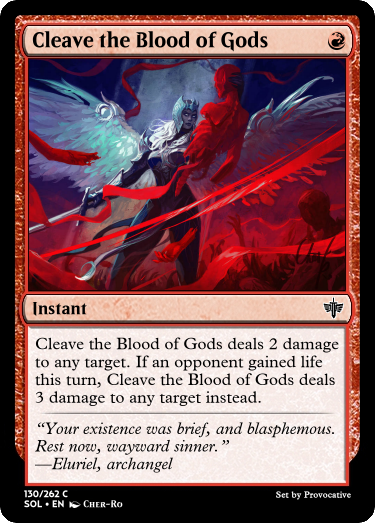 Cleave the Blood of Gods
Instant
Cleave the Blood of Gods deals 2 damage
to any target. If an opponent gained life
this turn, Cleave the Blood of Gods deals
3 damage to any target instead.
“Your existence was brief, and blasphemous.
Rest now, wayward sinner.”
—Eluriel, archangel
130/262 C
SOL • EN Cher-Ro
Set by Provocative